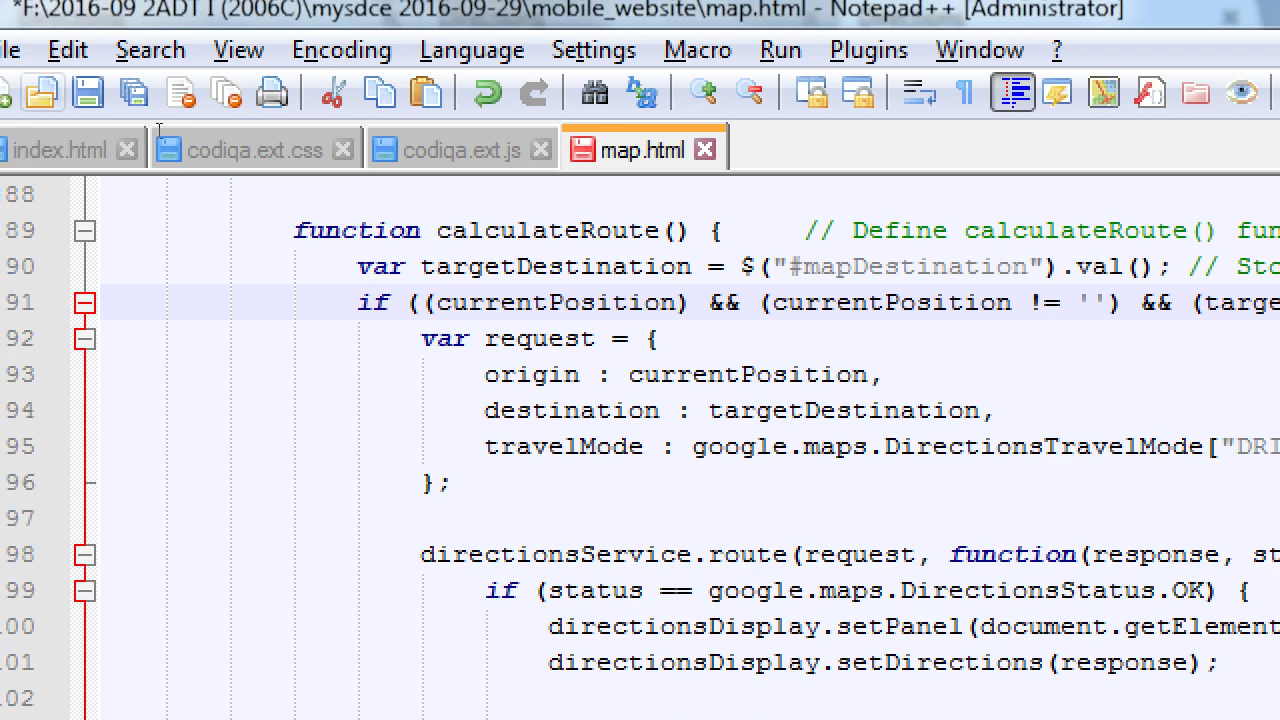 *F:\2016-09 2ADT I (2006C)\mysdce 2016-09-29\mobile_website\map.html - Notepad++ [Administrator]
le Edit Search View Encoding Language Settings Macro Run Plugins Window ?
index.html codiqa.ext.css codiqa.ext.js map.html
88
89 function calculateRoute() { // Define calculateRoute() fun
90 var targetDestination = $("#mapDestination").val(); // Sto
91 if ((currentPosition) && (currentPosition != '') && (targe
92 var request = {
93 origin : currentPosition,
94 destination : targetDestination,
95 travelMode : google.maps.DirectionsTravelMode["DRI
96 };
97
98 directionsService.route(request, function(response, st
99 if (status == google.maps.DirectionsStatus.OK) {
00 directionsDisplay.setPanel(document.getElement
01 directionsDisplay.setDirections(response);
02